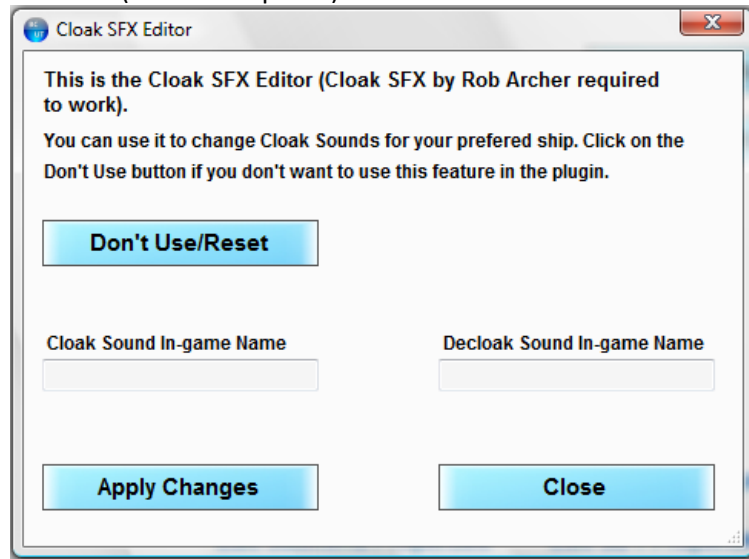 Cloak SFX Editor
This is the Cloak SFX Editor (Cloak SFX by Rob Archer required
to work).
You can use it to change Cloak Sounds for your prefered ship. Click on the
Don't Use button if you don't want to use this feature in the plugin.
Don't Use/Reset
Cloak Sound In-game Name
Decloak Sound In-game Name
Apply Changes
Close